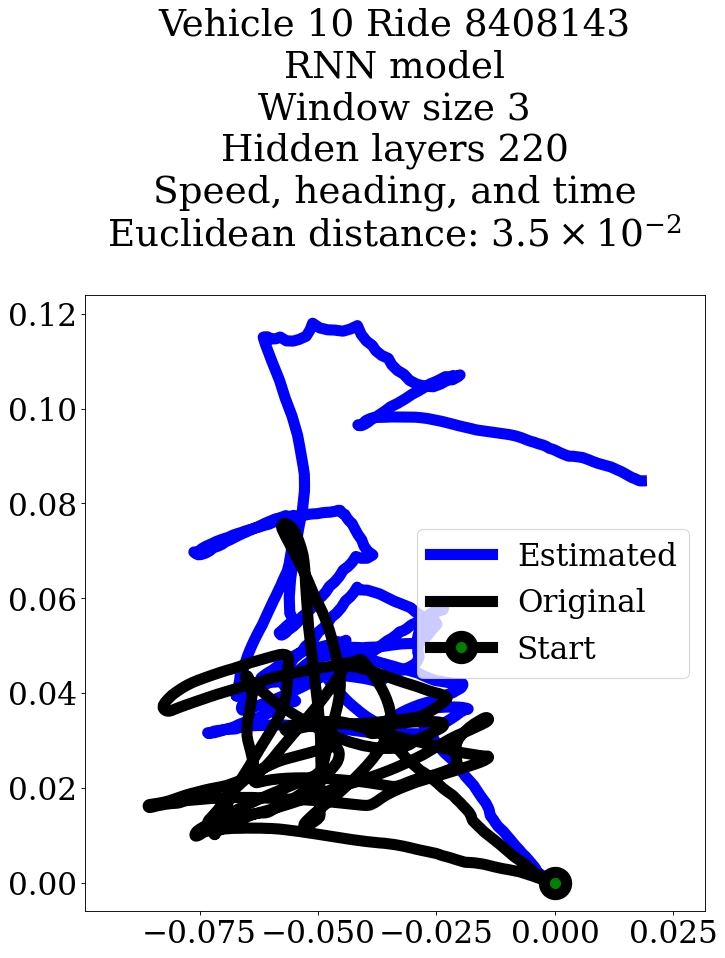 Vehicle 10 Ride 8408143
RNN model
Window size 3
Hidden layers 220
Speed, heading, and time
Euclidean distance: 3.5 × 10⁻²
0.12
0.10
0.08
0.06
0.04
0.02
0.00
Estimated
Original
Start
−0.075 −0.050 −0.025 0.000 0.025